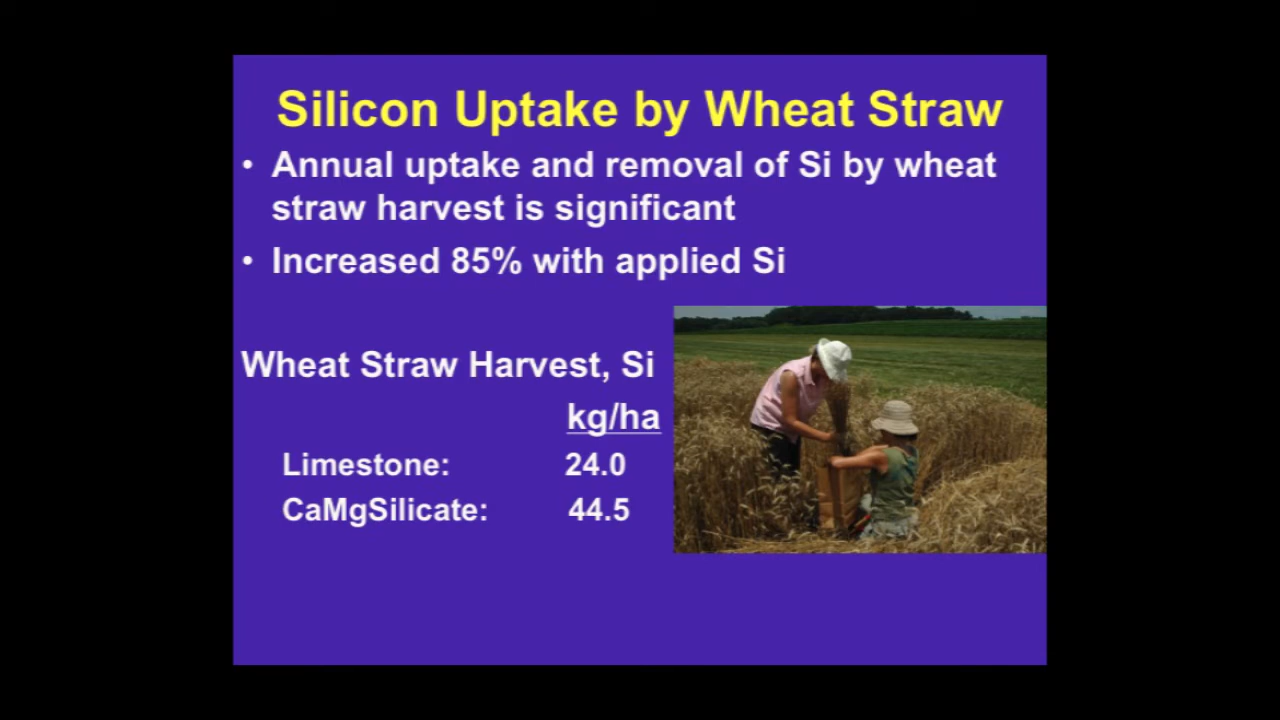 Silicon Uptake by Wheat Straw
• Annual uptake and removal of Si by wheat
straw harvest is significant
• Increased 85% with applied Si
Wheat Straw Harvest, Si
kg/ha
Limestone: 24.0
CaMgSilicate: 44.5